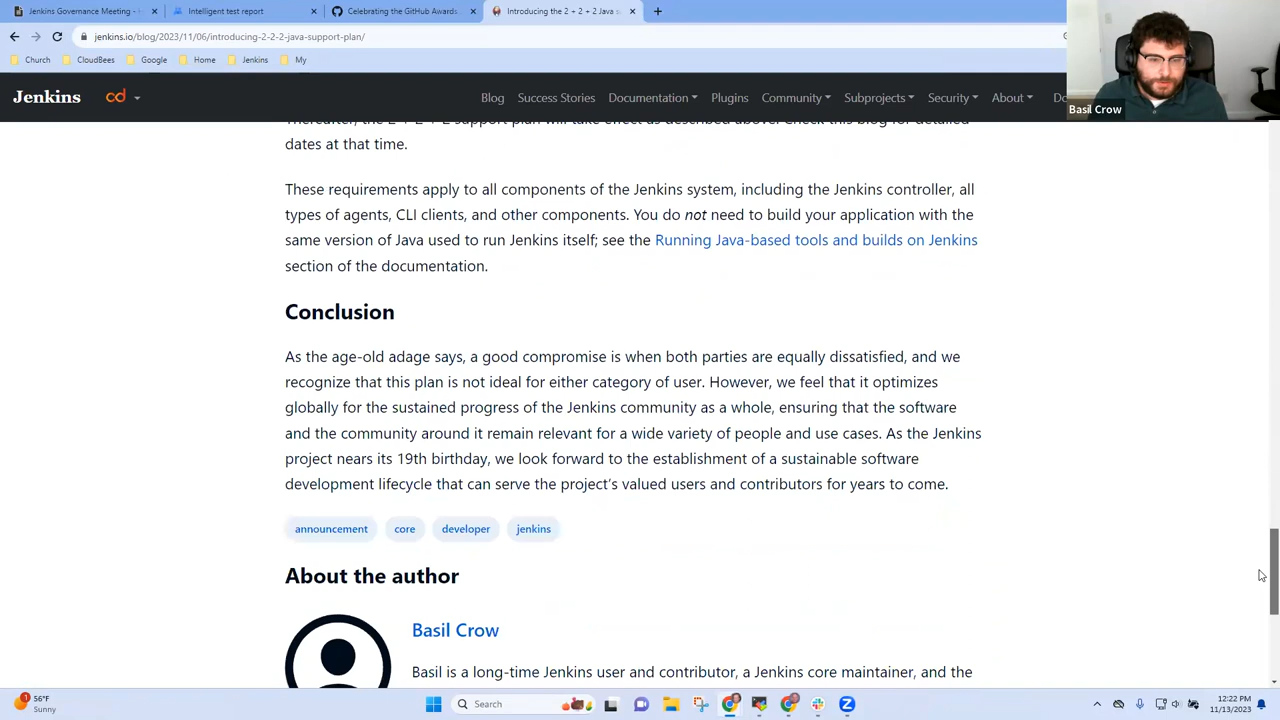 Jenkins Governance Meeting -
Intelligent test report
Celebrating the GitHub Awards
Introducing the 2 + 2 + 2 Java s
jenkins.io/blog/2023/11/06/introducing-2-2-2-java-support-plan/
Church
CloudBees
Google
Home
Jenkins
My
Basil Crow
Jenkins
cd
Blog
Success Stories
Documentation
Plugins
Community
Subprojects
Security
About
Thereafter, the 2 + 2 + 2 support plan will take effect as described above. Check this blog for detailed
dates at that time.
These requirements apply to all components of the Jenkins system, including the Jenkins controller, all
types of agents, CLI clients, and other components. You do not need to build your application with the
same version of Java used to run Jenkins itself; see the Running Java-based tools and builds on Jenkins
section of the documentation.
Conclusion
As the age-old adage says, a good compromise is when both parties are equally dissatisfied, and we
recognize that this plan is not ideal for either category of user. However, we feel that it optimizes
globally for the sustained progress of the Jenkins community as a whole, ensuring that the software
and the community around it remain relevant for a wide variety of people and use cases. As the Jenkins
project nears its 19th birthday, we look forward to the establishment of a sustainable software
development lifecycle that can serve the project's valued users and contributors for years to come.
announcement
core
developer
jenkins
About the author
Basil Crow
Basil is a long-time Jenkins user and contributor, a Jenkins core maintainer, and the
56°F
Sunny
Search
12:22 PM
11/13/2023